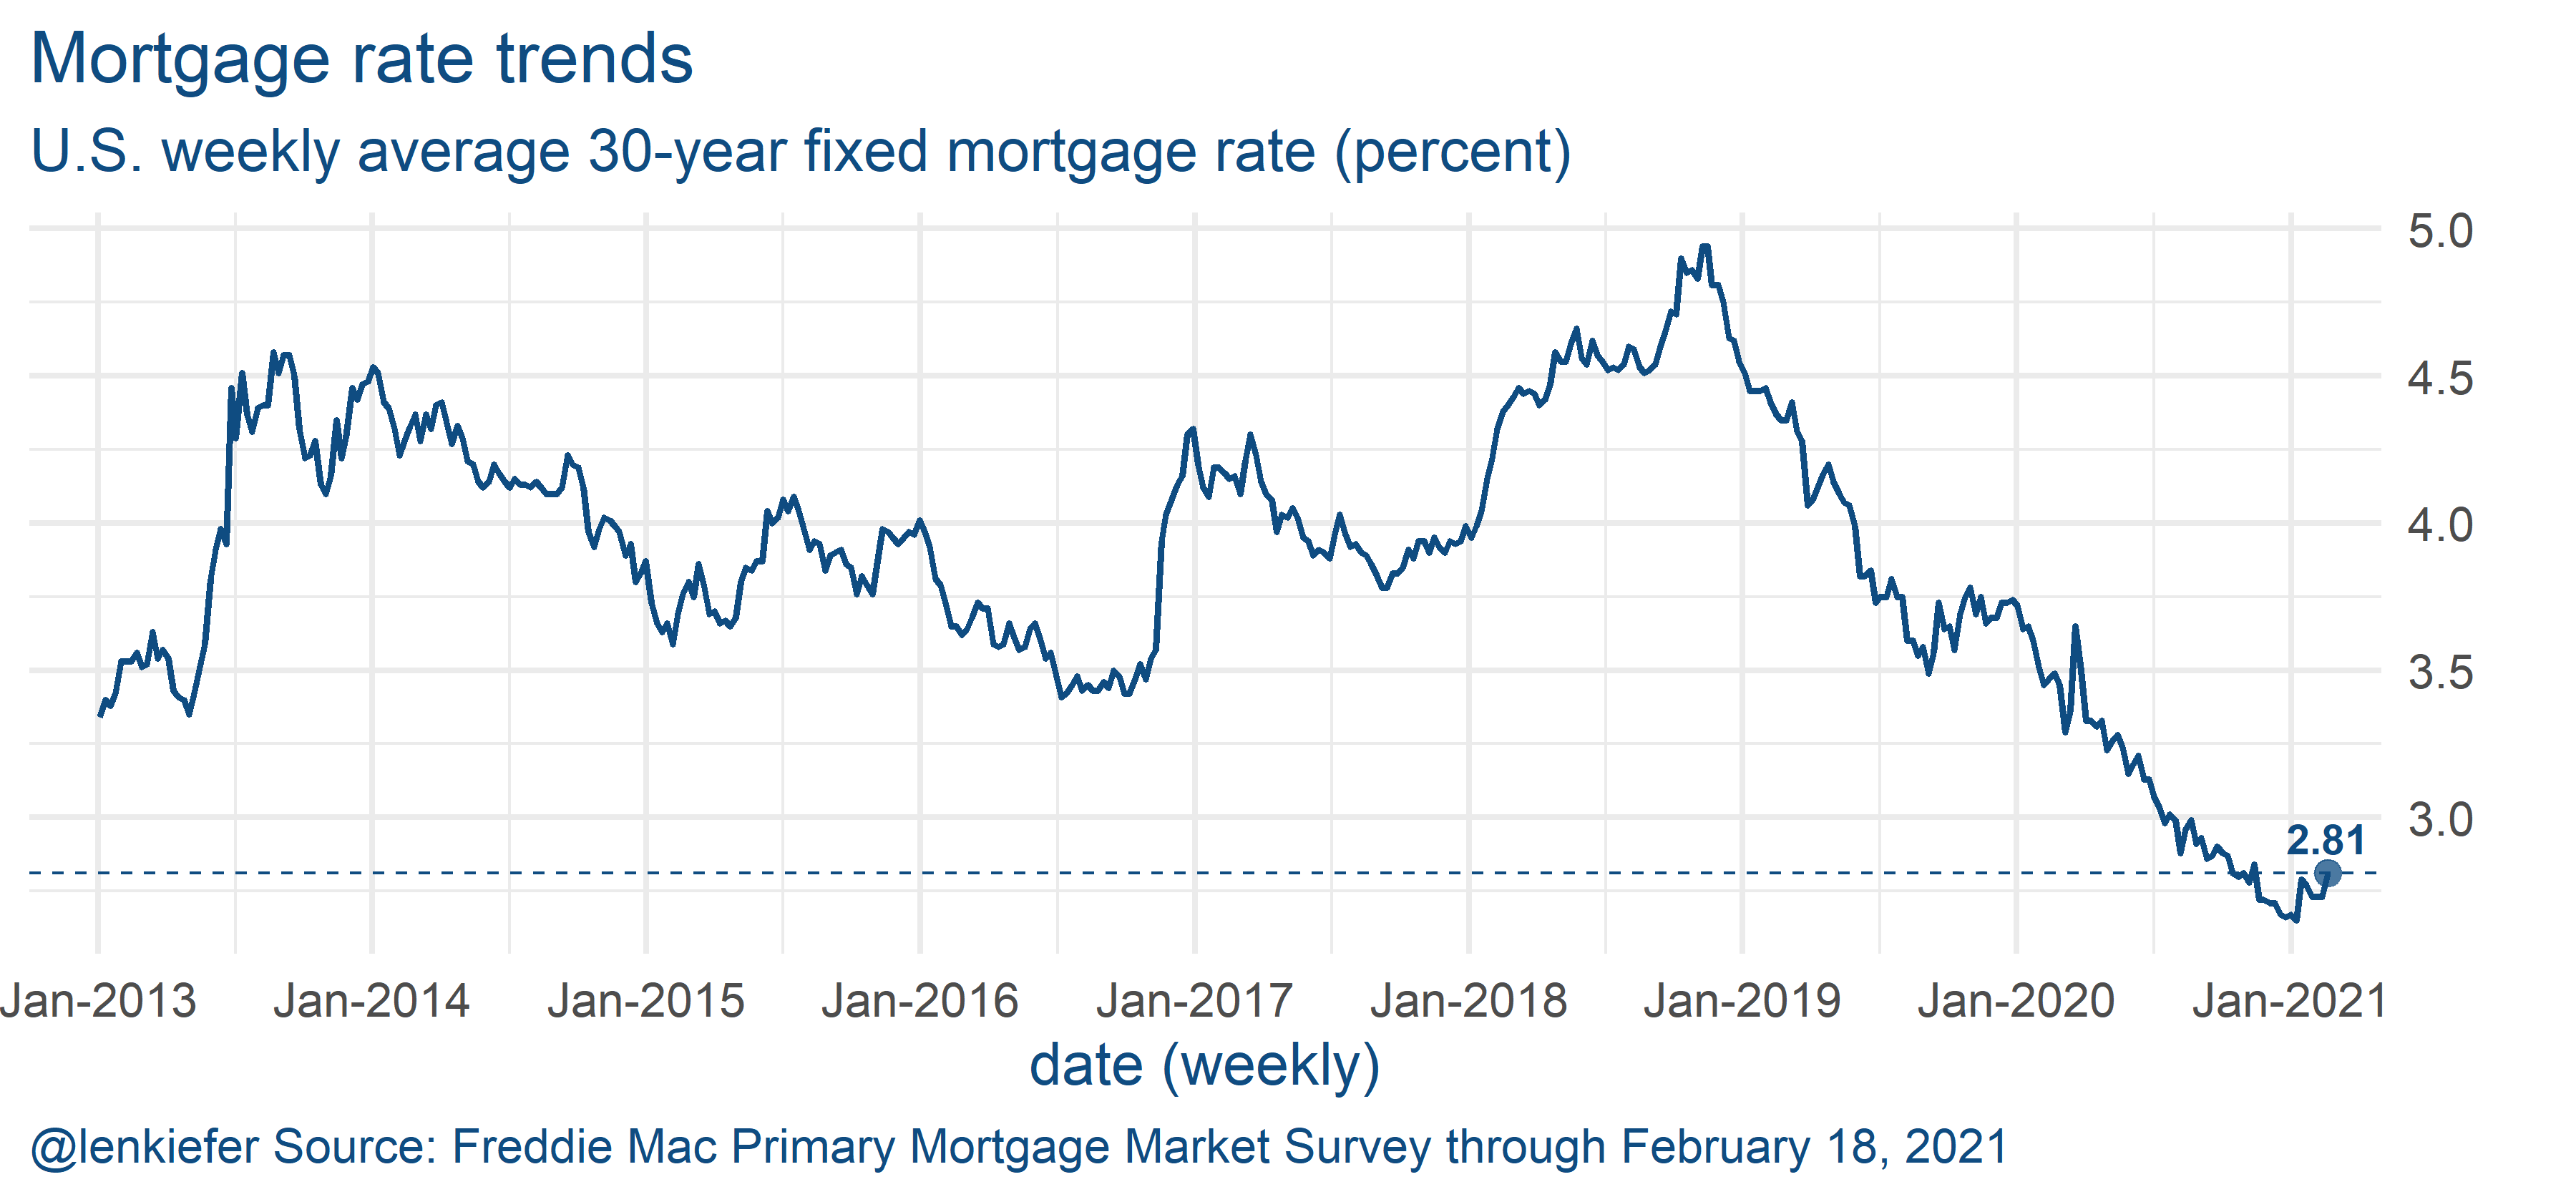 Mortgage rate trends
U.S. weekly average 30-year fixed mortgage rate (percent)
5.0
4.5
4.0
3.5
3.0
2.81
Jan-2013 Jan-2014 Jan-2015 Jan-2016 Jan-2017 Jan-2018 Jan-2019 Jan-2020 Jan-2021
date (weekly)
@lenkiefer Source: Freddie Mac Primary Mortgage Market Survey through February 18, 2021